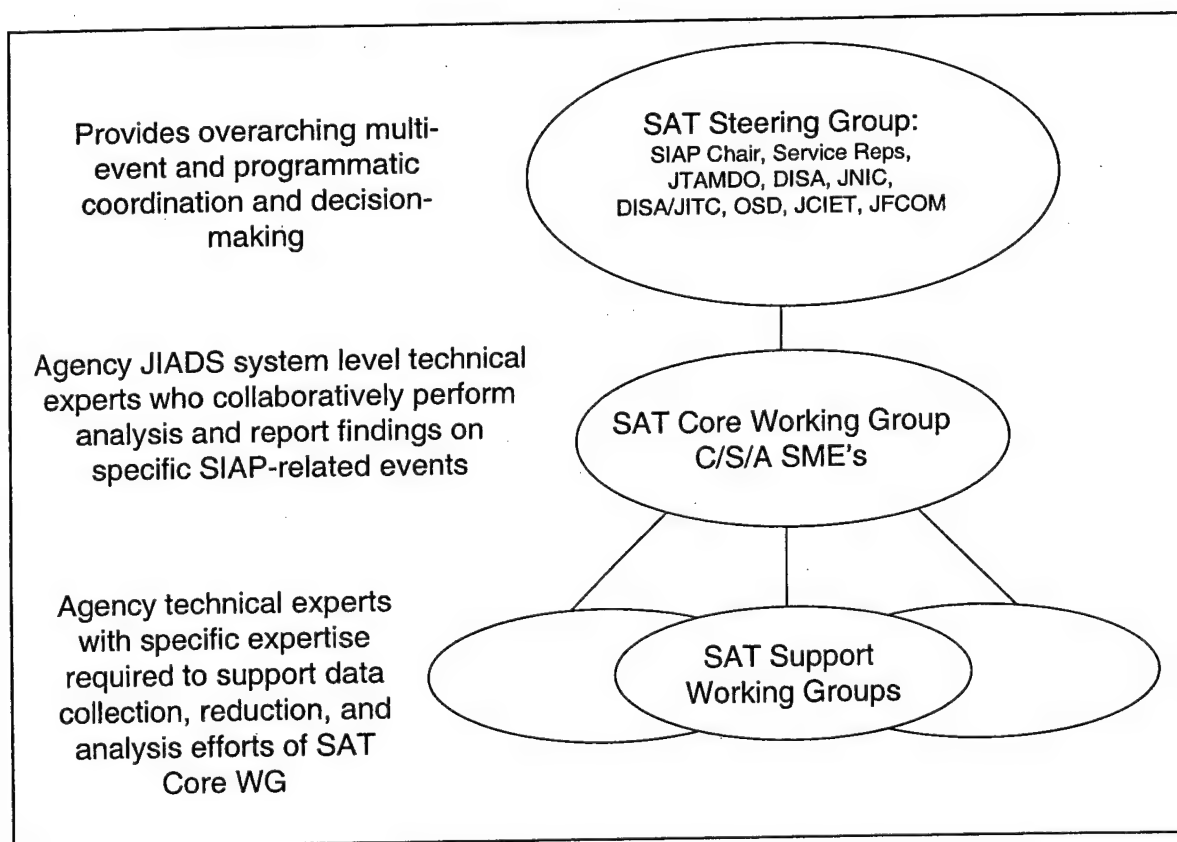 Provides overarching multi-
event and programmatic
coordination and decision-
making
SAT Steering Group:
SIAP Chair, Service Reps,
JTAMDO, DISA, JNIC,
DISA/JITC, OSD, JCIET, JFCOM
Agency JIADS system level technical
experts who collaboratively perform
analysis and report findings on
specific SIAP-related events
SAT Core Working Group
C/S/A SME's
Agency technical experts
with specific expertise
required to support data
collection, reduction, and
analysis efforts of SAT
Core WG
SAT Support
Working Groups